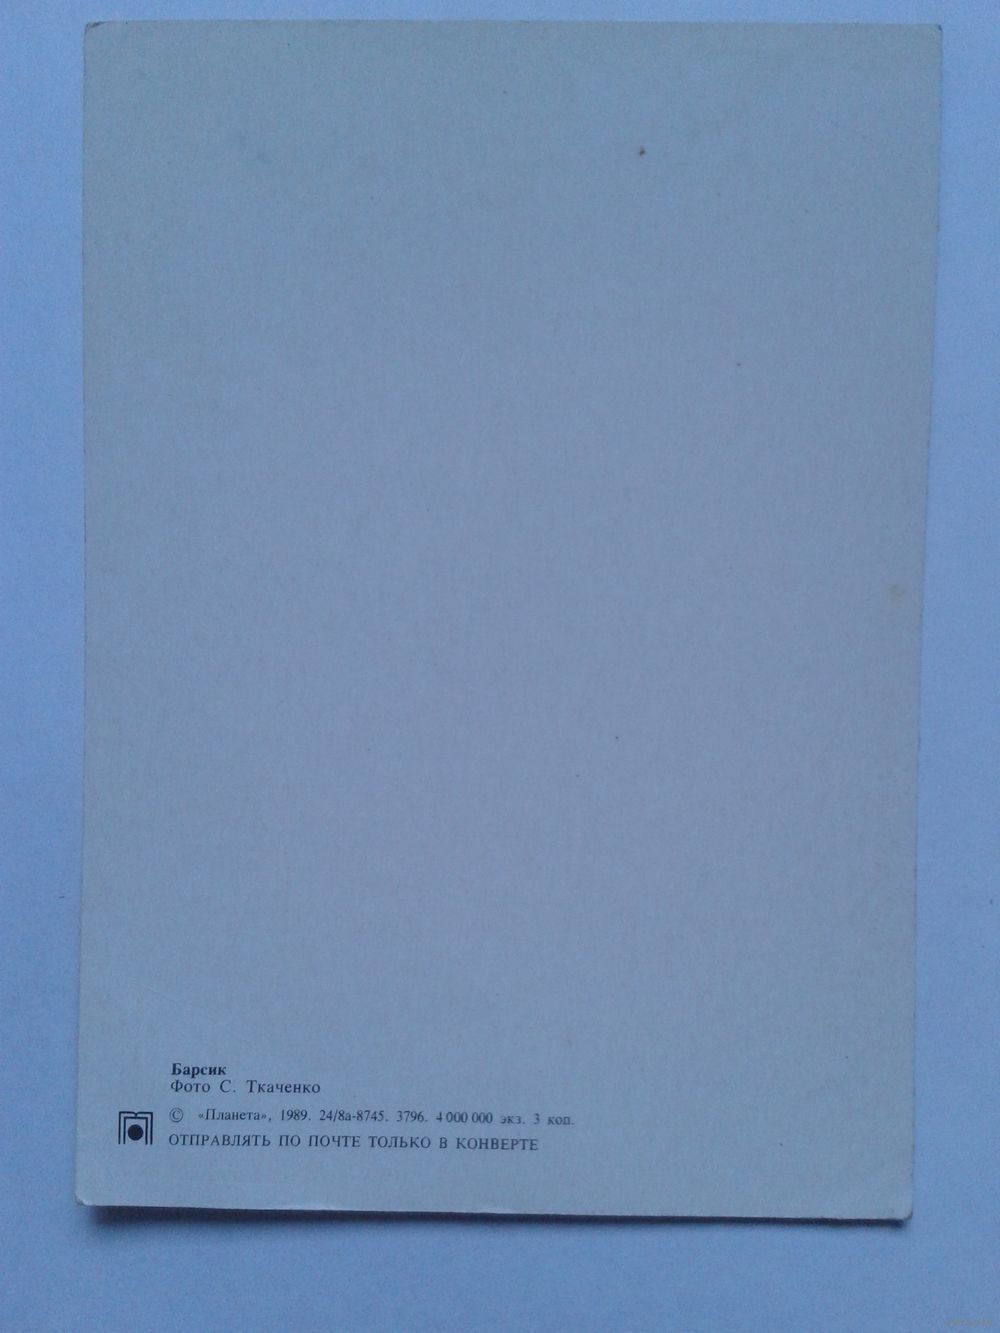 Барсик
Фото С. Ткаченко
© «Планета», 1989. 24/8а-8745. 3796. 4 000 000 экз. 3 коп.
ОТПРАВЛЯТЬ ПО ПОЧТЕ ТОЛЬКО В КОНВЕРТЕ